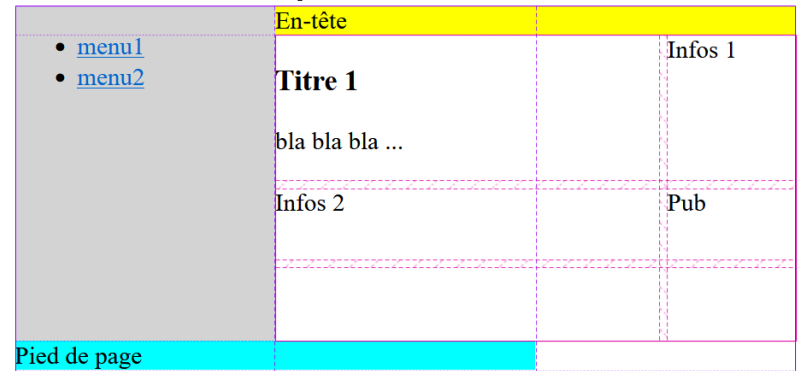 En-tête
menu1
menu2
Infos 1
Titre 1
bla bla bla ...
Infos 2
Pub
Pied de page